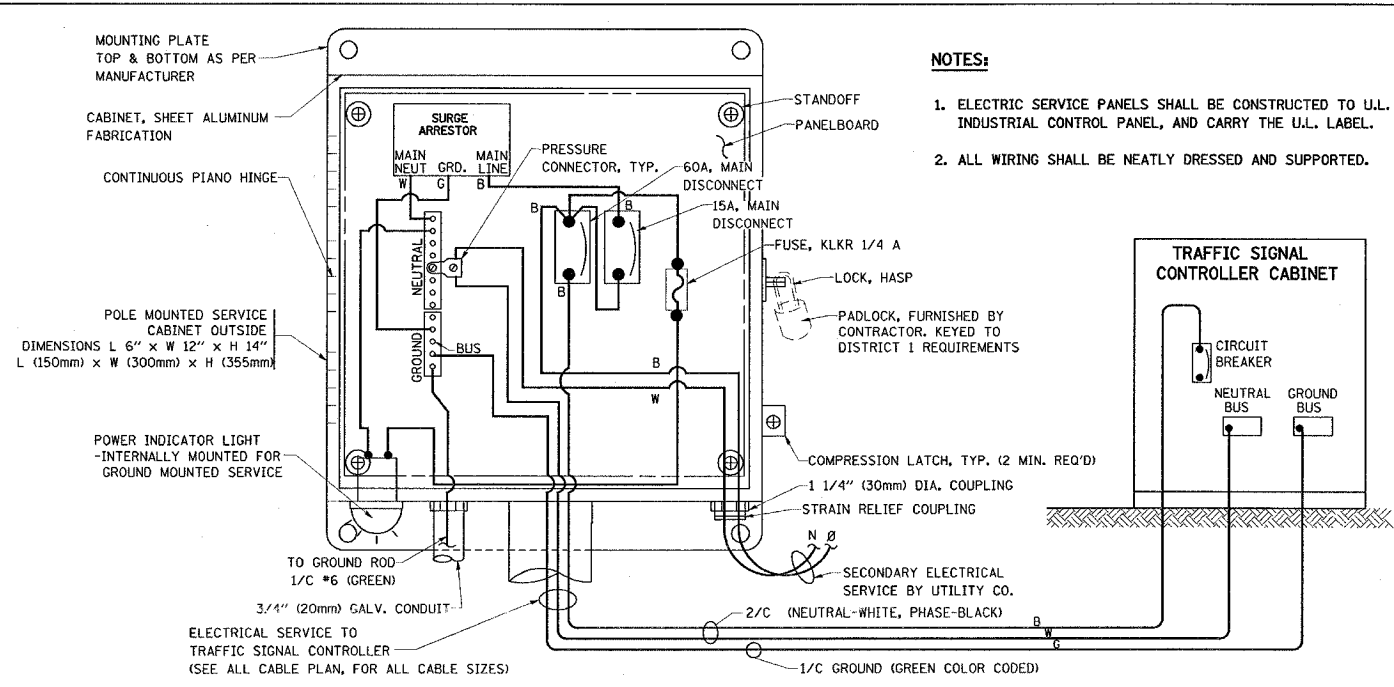 MOUNTING PLATE
TOP & BOTTOM AS PER
MANUFACTURER
CABINET, SHEET ALUMINUM
FABRICATION
CONTINUOUS PIANO HINGE
POLE MOUNTED SERVICE
CABINET OUTSIDE
DIMENSIONS L 6" x W 12" x H 14"
L (150mm) x W (300mm) x H (355mm)
POWER INDICATOR LIGHT
-INTERNALLY MOUNTED FOR
GROUND MOUNTED SERVICE
SURGE
ARRESTOR
MAIN
NEUT
GRD.
MAIN
LINE
W
G
B
PRESSURE
CONNECTOR, TYP.
NEUTRAL
GROUND
BUS
STANDOFF
PANELBOARD
60A, MAIN
DISCONNECT
15A, MAIN
DISCONNECT
B
B
B
FUSE, KLKR 1/4 A
LOCK, HASP
PADLOCK, FURNISHED BY
CONTRACTOR. KEYED TO
DISTRICT 1 REQUIREMENTS
B
W
COMPRESSION LATCH, TYP. (2 MIN. REQ'D)
1 1/4" (30mm) DIA. COUPLING
STRAIN RELIEF COUPLING
N Ø
SECONDARY ELECTRICAL
SERVICE BY UTILITY CO.
TO GROUND ROD
1/C #6 (GREEN)
3/4" (20mm) GALV. CONDUIT
ELECTRICAL SERVICE TO
TRAFFIC SIGNAL CONTROLLER
(SEE ALL CABLE PLAN, FOR ALL CABLE SIZES)
2/C (NEUTRAL-WHITE, PHASE-BLACK)
B
W
G
1/C GROUND (GREEN COLOR CODED)
NOTES:
1. ELECTRIC SERVICE PANELS SHALL BE CONSTRUCTED TO U.L.
INDUSTRIAL CONTROL PANEL, AND CARRY THE U.L. LABEL.
2. ALL WIRING SHALL BE NEATLY DRESSED AND SUPPORTED.
TRAFFIC SIGNAL
CONTROLLER CABINET
CIRCUIT
BREAKER
NEUTRAL
BUS
GROUND
BUS